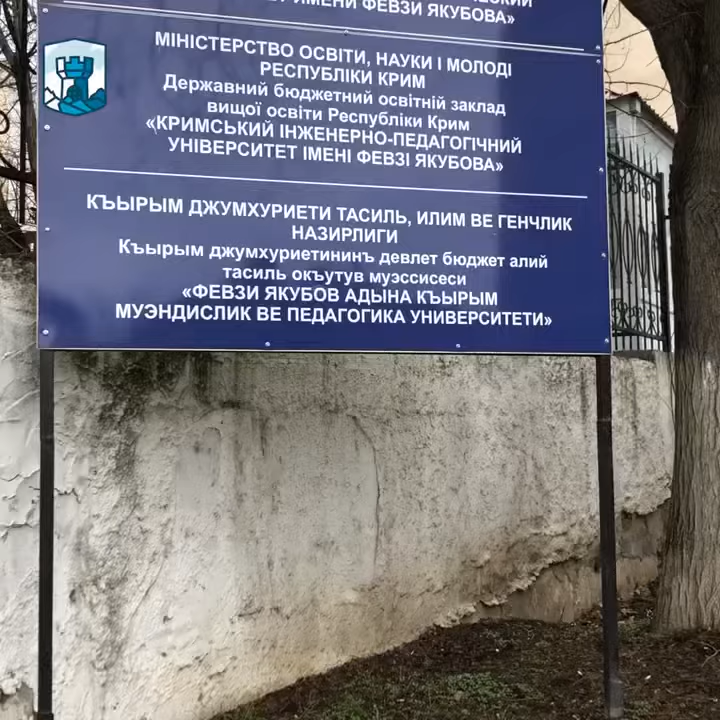 ИМЕНИ ФЕВЗИ ЯКУБОВА»
МІНІСТЕРСТВО ОСВІТИ, НАУКИ І МОЛОДІ
РЕСПУБЛІКИ КРИМ
Державний бюджетний освітній заклад
вищої освіти Республіки Крим
«КРИМСЬКИЙ ІНЖЕНЕРНО-ПЕДАГОГІЧНИЙ
УНІВЕРСИТЕТ ІМЕНІ ФЕВЗІ ЯКУБОВА»
КЪЫРЫМ ДЖУМХУРИЕТИ ТАСИЛЬ, ИЛИМ ВЕ ГЕНЧЛИК
НАЗИРЛИГИ
Къырым джумхуриетининъ девлет бюджет алий
тасиль окъутув муэссисеси
«ФЕВЗИ ЯКУБОВ АДЫНА КЪЫРЫМ
МУЭНДИСЛИК ВЕ ПЕДАГОГИКА УНИВЕРСИТЕТИ»